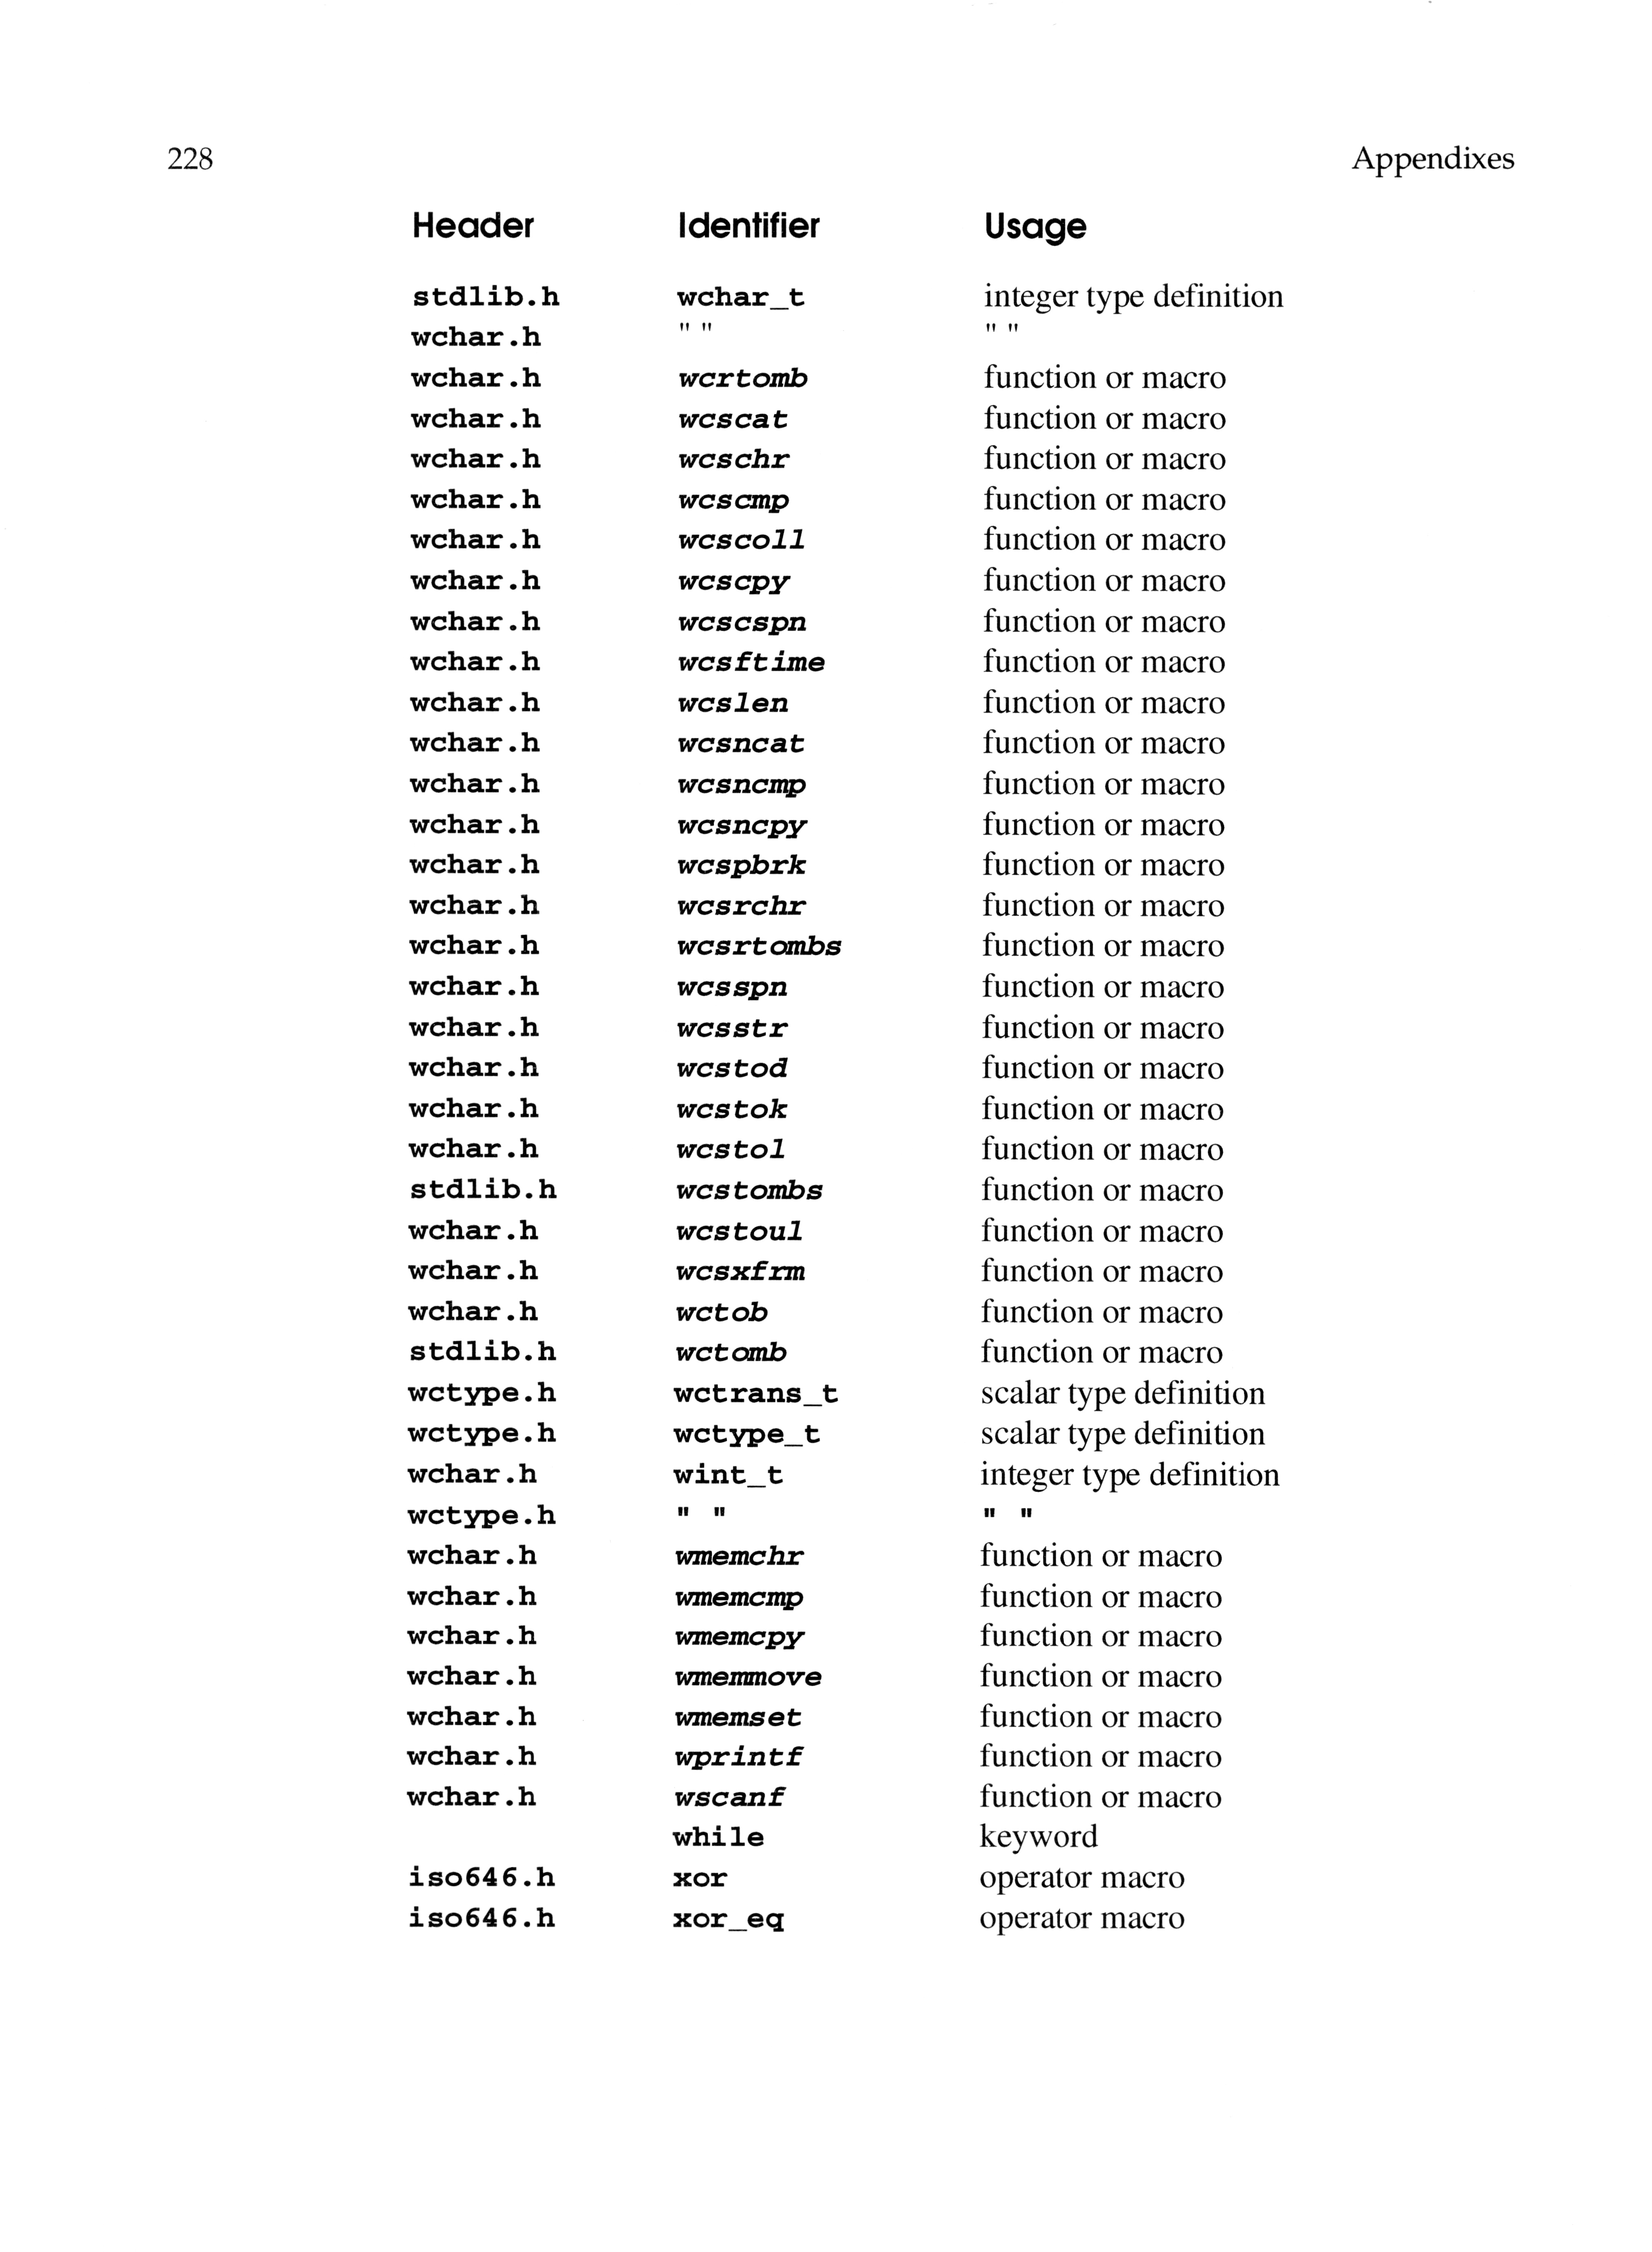 228 Appendixes
Header Identifier Usage
stdlib.h wchar_t integer type definition
wchar.h " " " "
wchar.h wcrtomb function or macro
wchar.h wcscat function or macro
wchar.h wcschr function or macro
wchar.h wcscmp function or macro
wchar.h wcscoll function or macro
wchar.h wcscpy function or macro
wchar.h wcscspn function or macro
wchar.h wcsftime function or macro
wchar.h wcslen function or macro
wchar.h wcsncat function or macro
wchar.h wcsncmp function or macro
wchar.h wcsncpy function or macro
wchar.h wcspbrk function or macro
wchar.h wcsrchr function or macro
wchar.h wcsrtombs function or macro
wchar.h wcsspn function or macro
wchar.h wcsstr function or macro
wchar.h wcstod function or macro
wchar.h wcstok function or macro
wchar.h wcstol function or macro
stdlib.h wcstombs function or macro
wchar.h wcstoul function or macro
wchar.h wcsxfrm function or macro
wchar.h wctob function or macro
stdlib.h wctomb function or macro
wctype.h wctrans_t scalar type definition
wctype.h wctype_t scalar type definition
wchar.h wint_t integer type definition
wctype.h " " " "
wchar.h wmemchr function or macro
wchar.h wmemcmp function or macro
wchar.h wmemcpy function or macro
wchar.h wmemmove function or macro
wchar.h wmemset function or macro
wchar.h wprintf function or macro
wchar.h wscanf function or macro
while keyword
iso646.h xor operator macro
iso646.h xor_eq operator macro